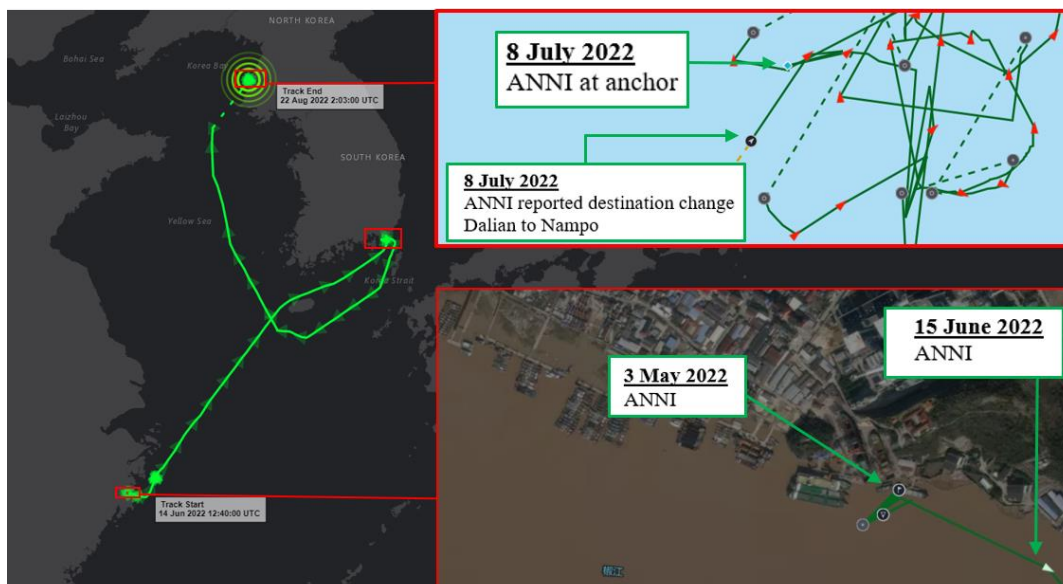 NORTH KOREA
Bohai Sea
Korea Bay
Track End
22 Aug 2022 2:03:00 UTC
Laizhou
Bay
SOUTH KOREA
Yellow Sea
Korea Strait
Track Start
14 Jun 2022 12:40:00 UTC
8 July 2022
ANNI at anchor
8 July 2022
ANNI reported destination change
Dalian to Nampo
15 June 2022
ANNI
3 May 2022
ANNI